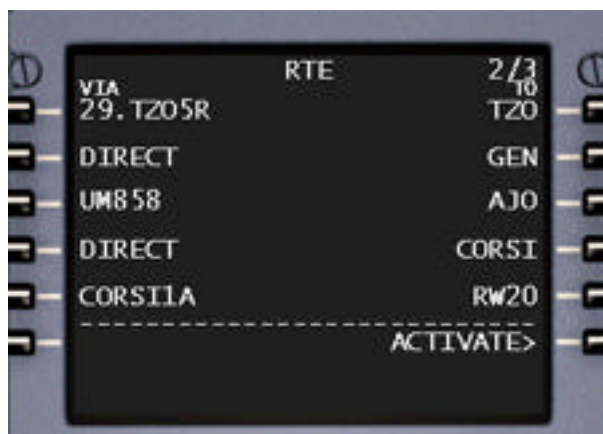 RTE 2/3
VIA TO
29.TZO5R TZO
DIRECT GEN
UM858 AJO
DIRECT CORSI
CORSI1A RW20
ACTIVATE>